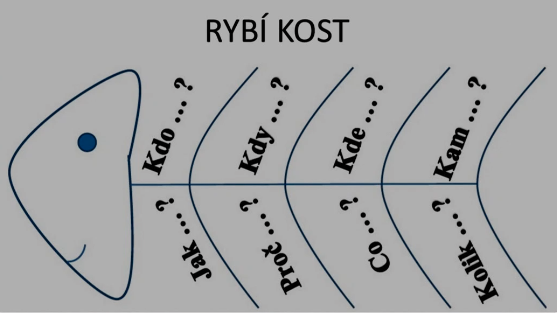 RYBÍ KOST
Kdo ... ?
Kdy ... ?
Kde ... ?
Kam ... ?
Jak ... ?
Proč ... ?
Co ... ?
Kolik ... ?